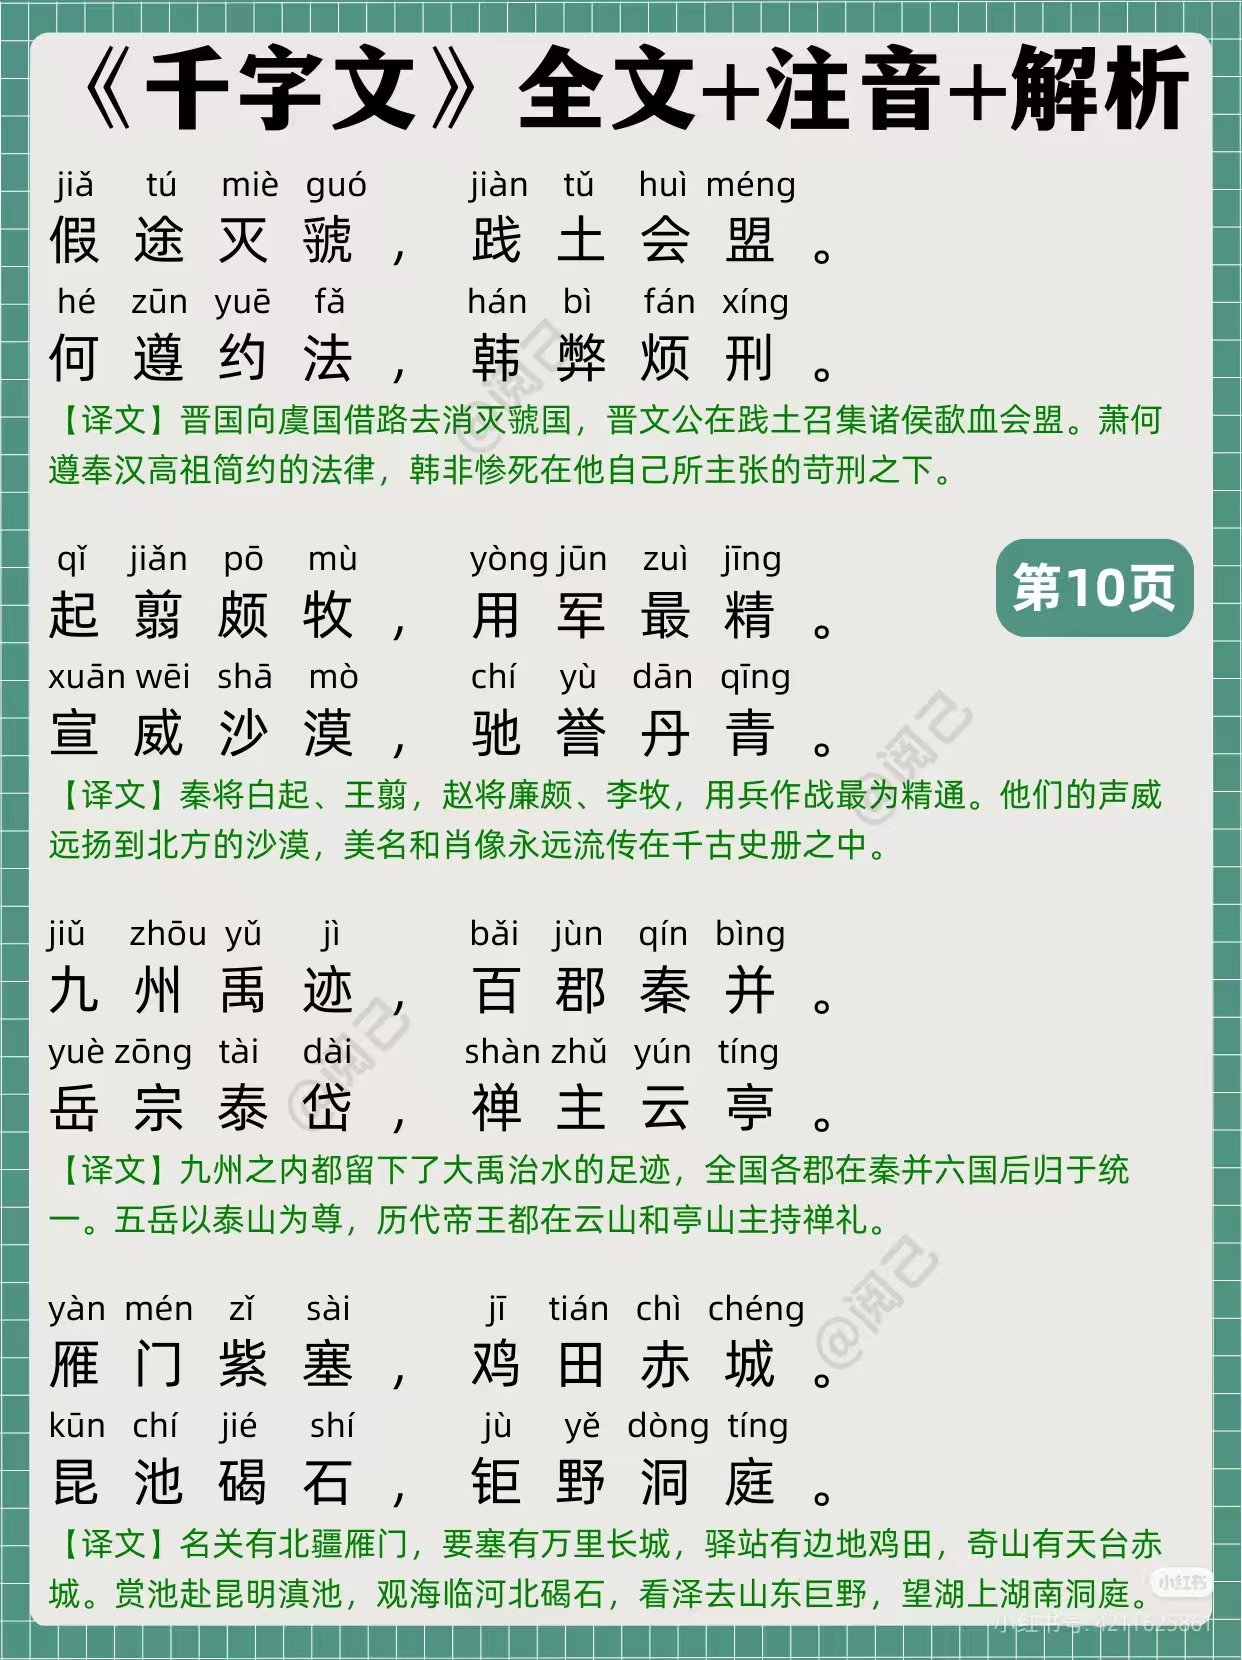 《千字文》全文+注音+解析
jiǎ tú miè guó jiàn tǔ huì méng
假途灭虢，践土会盟。
hé zūn yuē fǎ hán bì fán xíng
何遵约法，韩弊烦刑。
【译文】晋国向虞国借路去消灭虢国，晋文公在践土召集诸侯歃血会盟。萧何
遵奉汉高祖简约的法律，韩非惨死在他自己所主张的苛刑之下。
qǐ jiǎn pō mù yòng jūn zuì jīng
起翦颇牧，用军最精。
第10页
xuān wēi shā mò chí yù dān qīng
宣威沙漠，驰誉丹青。
【译文】秦将白起、王翦，赵将廉颇、李牧，用兵作战最为精通。他们的声威
远扬到北方的沙漠，美名和肖像永远流传在千古史册之中。
jiǔ zhōu yǔ jì bǎi jùn qín bìng
九州禹迹，百郡秦并。
yuè zōng tài dài shàn zhǔ yún tíng
岳宗泰岱，禅主云亭。
【译文】九州之内都留下了大禹治水的足迹，全国各郡在秦并六国后归于统
一。五岳以泰山为尊，历代帝王都在云山和亭山主持禅礼。
yàn mén zǐ sài jī tián chì chéng
雁门紫塞，鸡田赤城。
kūn chí jié shí jù yě dòng tíng
昆池碣石，钜野洞庭。
【译文】名关有北疆雁门，要塞有万里长城，驿站有边地鸡田，奇山有天台赤
城。赏池赴昆明滇池，观海临河北碣石，看泽去山东巨野，望湖上湖南洞庭。
@阅己
@阅己
@阅己
@阅己
小红书
小红书号: 4211625861